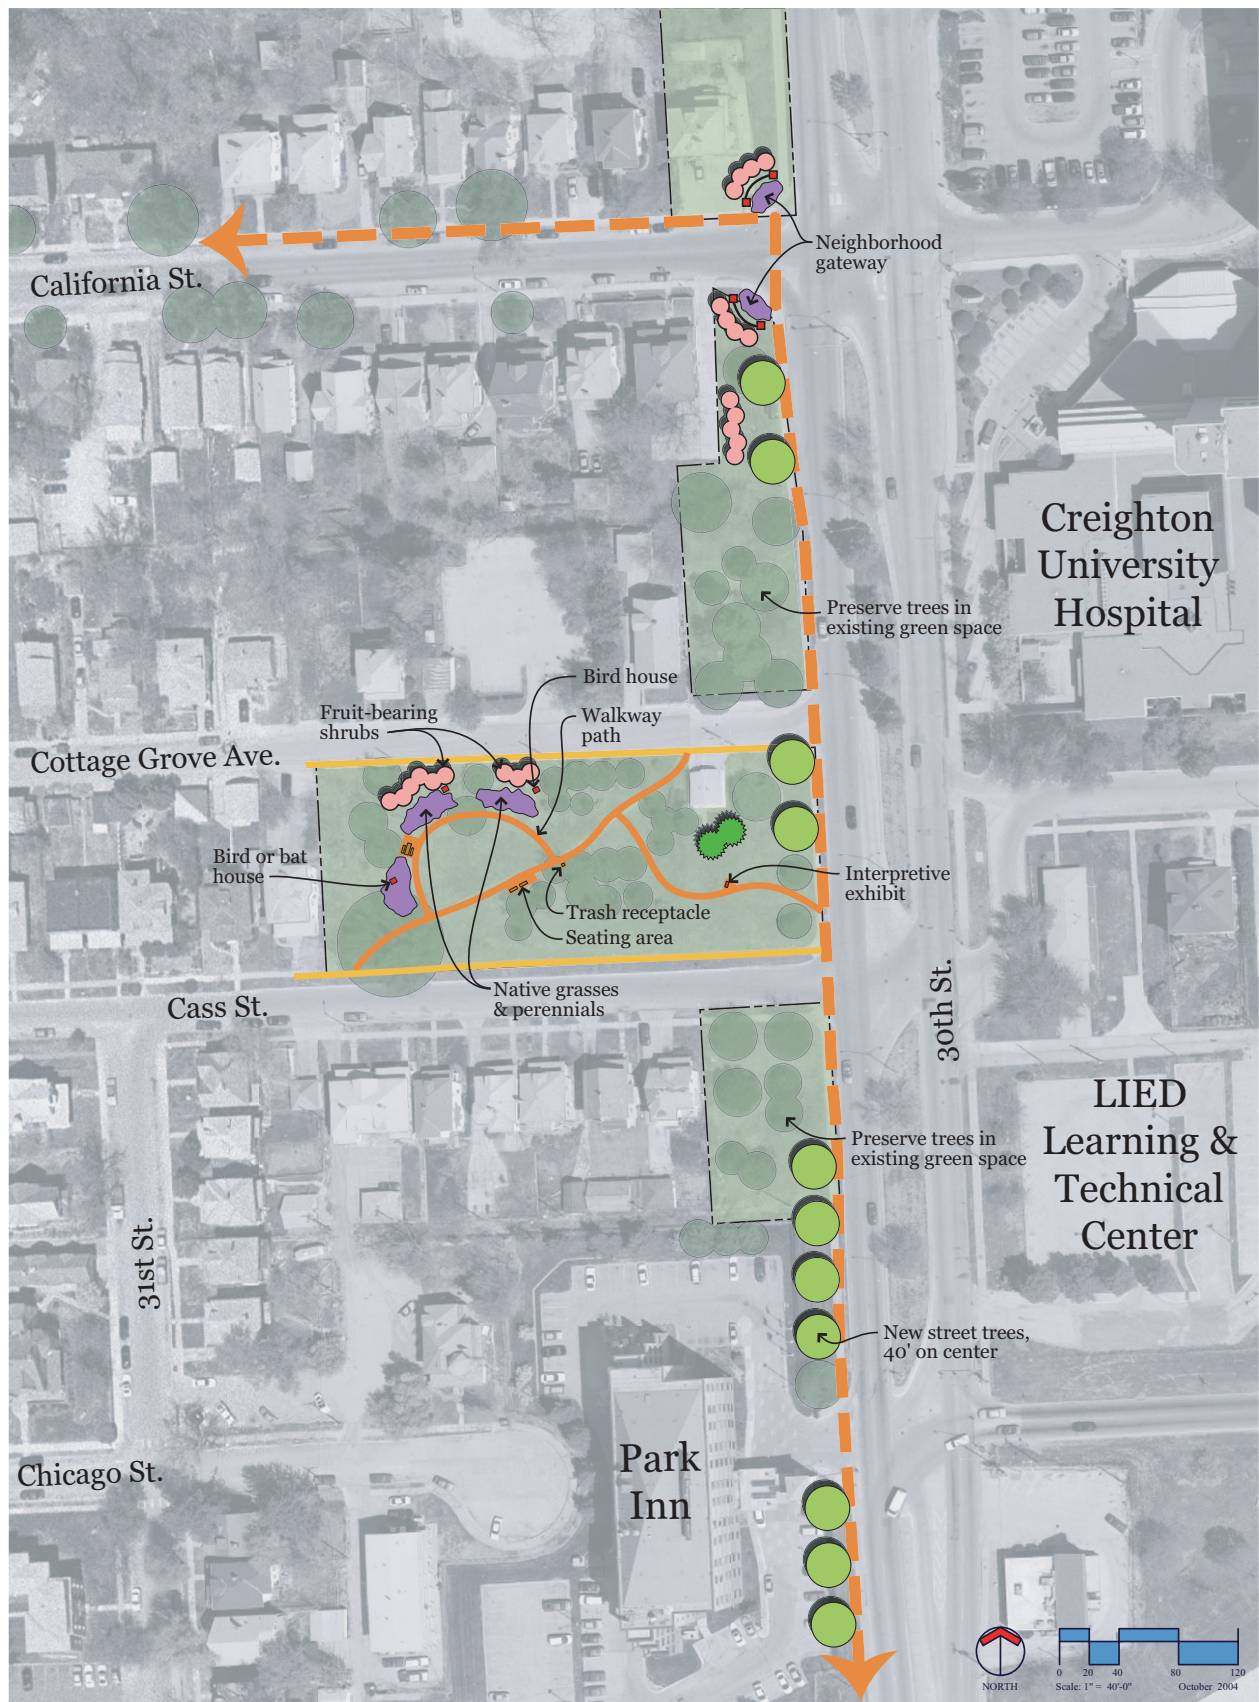 Neighborhood
gateway
California St.
Creighton
University
Hospital
Preserve trees in
existing green space
Bird house
Fruit-bearing
shrubs
Walkway
path
Cottage Grove Ave.
Bird or bat
house
Interpretive
exhibit
Trash receptacle
Seating area
Native grasses
& perennials
Cass St.
30th St.
LIED
Learning &
Technical
Center
Preserve trees in
existing green space
31st St.
New street trees,
40' on center
Park
Inn
Chicago St.
NORTH
0 20 40 80 120
Scale: 1" = 40'-0" October 2004